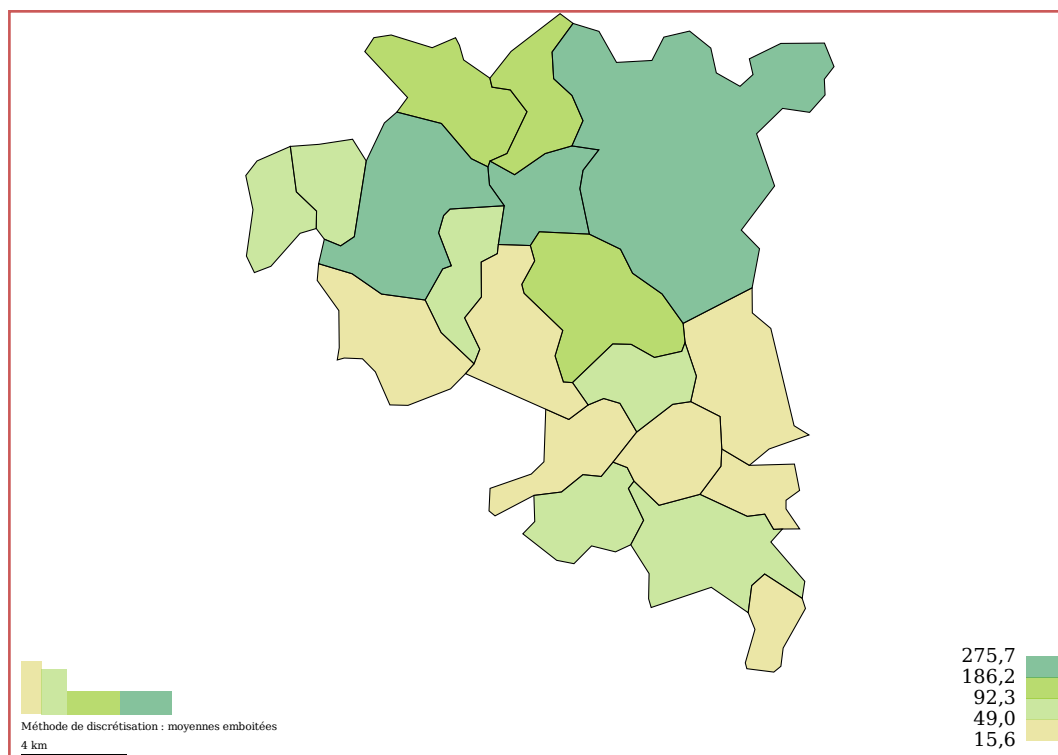 275,7
186,2
92,3
49,0
15,6
Méthode de discrétisation : moyennes emboitées
4 km